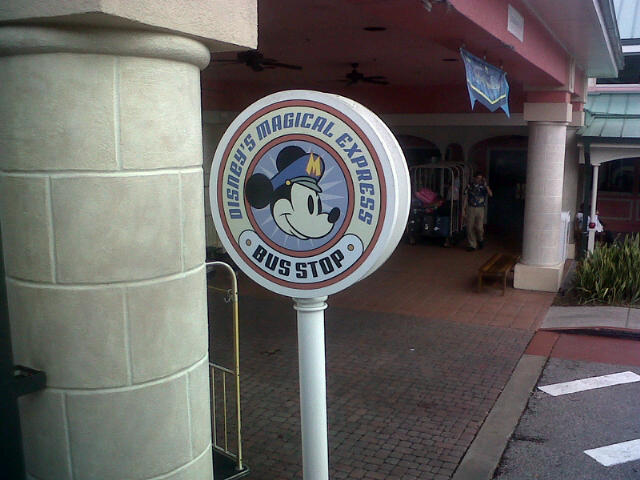 DISNEY'S MAGICAL EXPRESS
M
BUS STOP